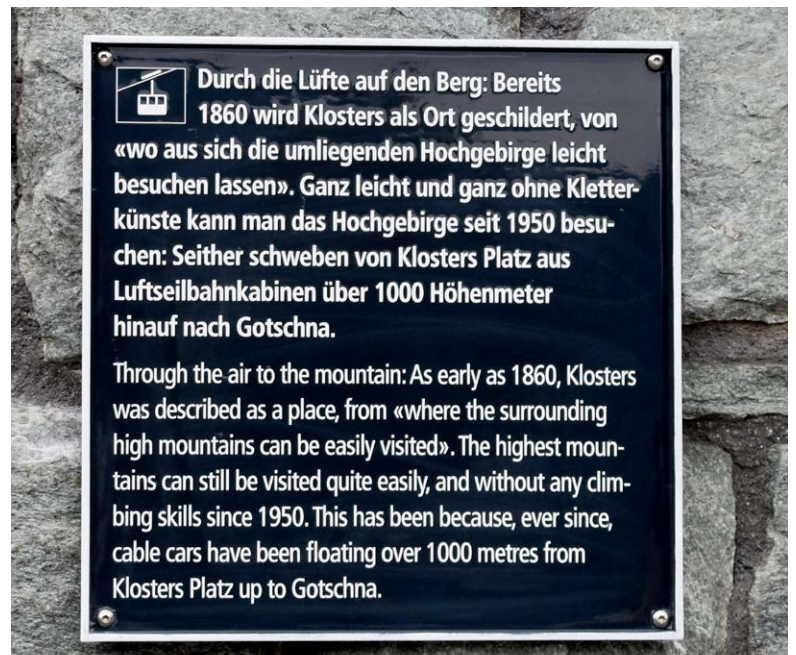 Durch die Lüfte auf den Berg: Bereits
1860 wird Klosters als Ort geschildert, von
«wo aus sich die umliegenden Hochgebirge leicht
besuchen lassen». Ganz leicht und ganz ohne Kletter-
künste kann man das Hochgebirge seit 1950 besu-
chen: Seither schweben von Klosters Platz aus
Luftseilbahnkabinen über 1000 Höhenmeter
hinauf nach Gotschna.
Through the air to the mountain: As early as 1860, Klosters
was described as a place, from «where the surrounding
high mountains can be easily visited». The highest moun-
tains can still be visited quite easily, and without any clim-
bing skills since 1950. This has been because, ever since,
cable cars have been floating over 1000 metres from
Klosters Platz up to Gotschna.